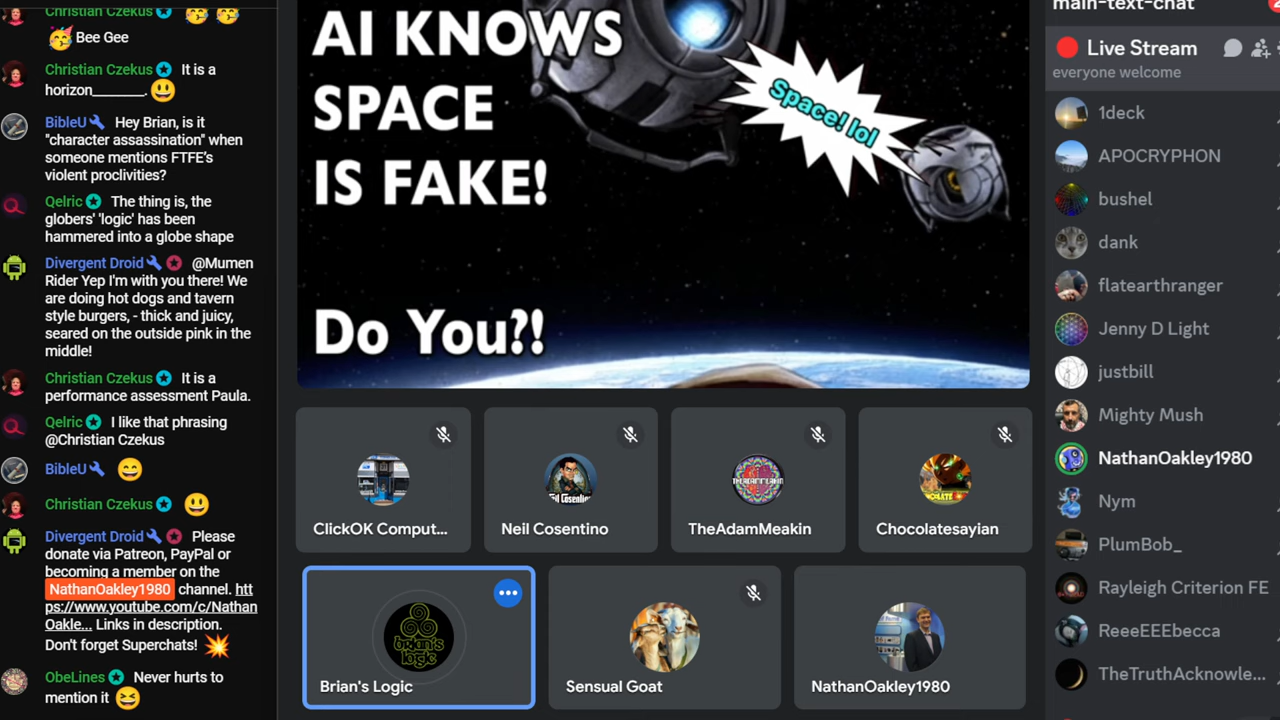 Christian Czekus
Bee Gee
Christian Czekus It is a
horizon_______.
BibleU Hey Brian, is it
"character assassination" when
someone mentions FTFE's
violent proclivities?
Qelric The thing is, the
globers' 'logic' has been
hammered into a globe shape
Divergent Droid @Mumen
Rider Yep I'm with you there! We
are doing hot dogs and tavern
style burgers, - thick and juicy,
seared on the outside pink in the
middle!
Christian Czekus It is a
performance assessment Paula.
Qelric I like that phrasing
@Christian Czekus
BibleU
Christian Czekus
Divergent Droid Please
donate via Patreon, PayPal or
becoming a member on the
NathanOakley1980 channel. htt
ps://www.youtube.com/c/Nathan
Oakle... Links in description.
Don't forget Superchats!
ObeLines Never hurts to
mention it
AI KNOWS
SPACE
IS FAKE!
Space! lol
Do You?!
ClickOK Comput...
Neil Cosentino
TheAdamMeakin
Chocolatesayian
brian's
logic
Brian's Logic
Sensual Goat
NathanOakley1980
main-text-chat
Live Stream
everyone welcome
1deck
APOCRYPHON
bushel
dank
flatearthranger
Jenny D Light
justbill
Mighty Mush
NathanOakley1980
Nym
PlumBob_
Rayleigh Criterion FE
ReeeEEEbecca
TheTruthAcknowle...